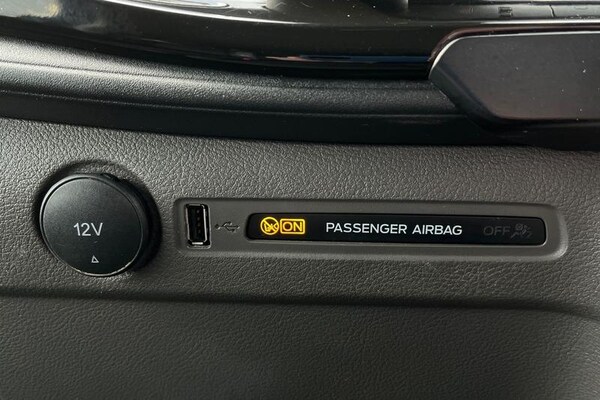 12V
ON PASSENGER AIRBAG OFF